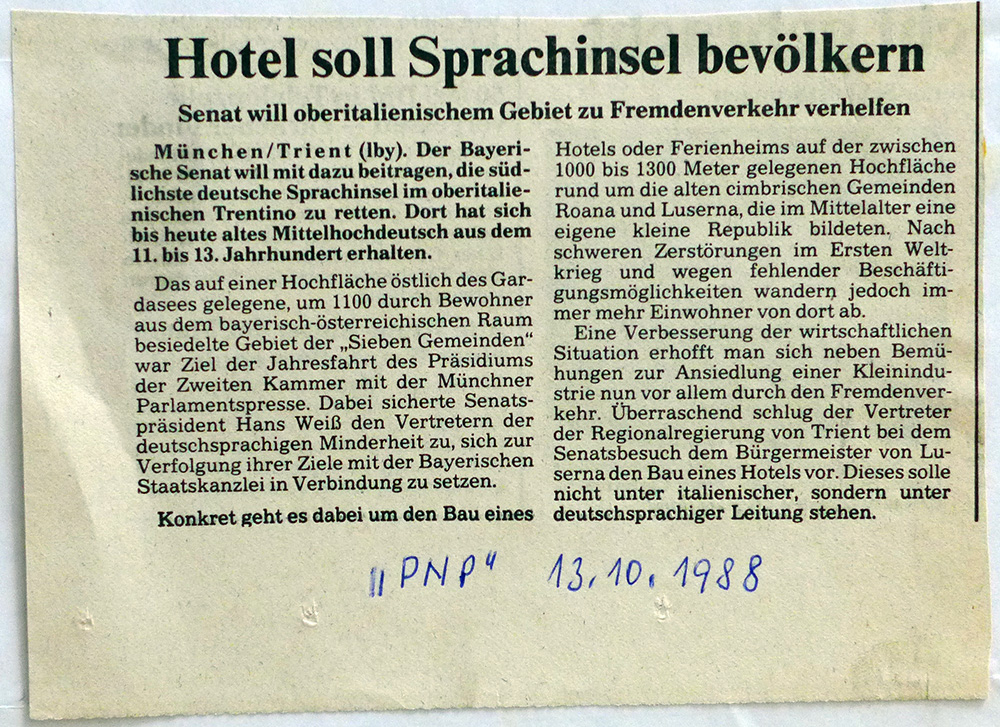 Hotel soll Sprachinsel bevölkern
Senat will oberitalienischem Gebiet zu Fremdenverkehr verhelfen
München/Trient (lby). Der Bayeri-
sche Senat will mit dazu beitragen, die süd-
lichste deutsche Sprachinsel im oberitalie-
nischen Trentino zu retten. Dort hat sich
bis heute altes Mittelhochdeutsch aus dem
11. bis 13. Jahrhundert erhalten.
Das auf einer Hochfläche östlich des Gar-
dasees gelegene, um 1100 durch Bewohner
aus dem bayerisch-österreichischen Raum
besiedelte Gebiet der „Sieben Gemeinden"
war Ziel der Jahresfahrt des Präsidiums
der Zweiten Kammer mit der Münchner
Parlamentspresse. Dabei sicherte Senats-
präsident Hans Weiß den Vertretern der
deutschsprachigen Minderheit zu, sich zur
Verfolgung ihrer Ziele mit der Bayerischen
Staatskanzlei in Verbindung zu setzen.
Konkret geht es dabei um den Bau eines
Hotels oder Ferienheims auf der zwischen
1000 bis 1300 Meter gelegenen Hochfläche
rund um die alten cimbrischen Gemeinden
Roana und Luserna, die im Mittelalter eine
eigene kleine Republik bildeten. Nach
schweren Zerstörungen im Ersten Welt-
krieg und wegen fehlender Beschäfti-
gungsmöglichkeiten wandern jedoch im-
mer mehr Einwohner von dort ab.
Eine Verbesserung der wirtschaftlichen
Situation erhofft man sich neben Bemü-
hungen zur Ansiedlung einer Kleinindu-
strie nun vor allem durch den Fremdenver-
kehr. Überraschend schlug der Vertreter
der Regionalregierung von Trient bei dem
Senatsbesuch dem Bürgermeister von Lu-
serna den Bau eines Hotels vor. Dieses solle
nicht unter italienischer, sondern unter
deutschsprachiger Leitung stehen.
„PNP" 13.10.1988